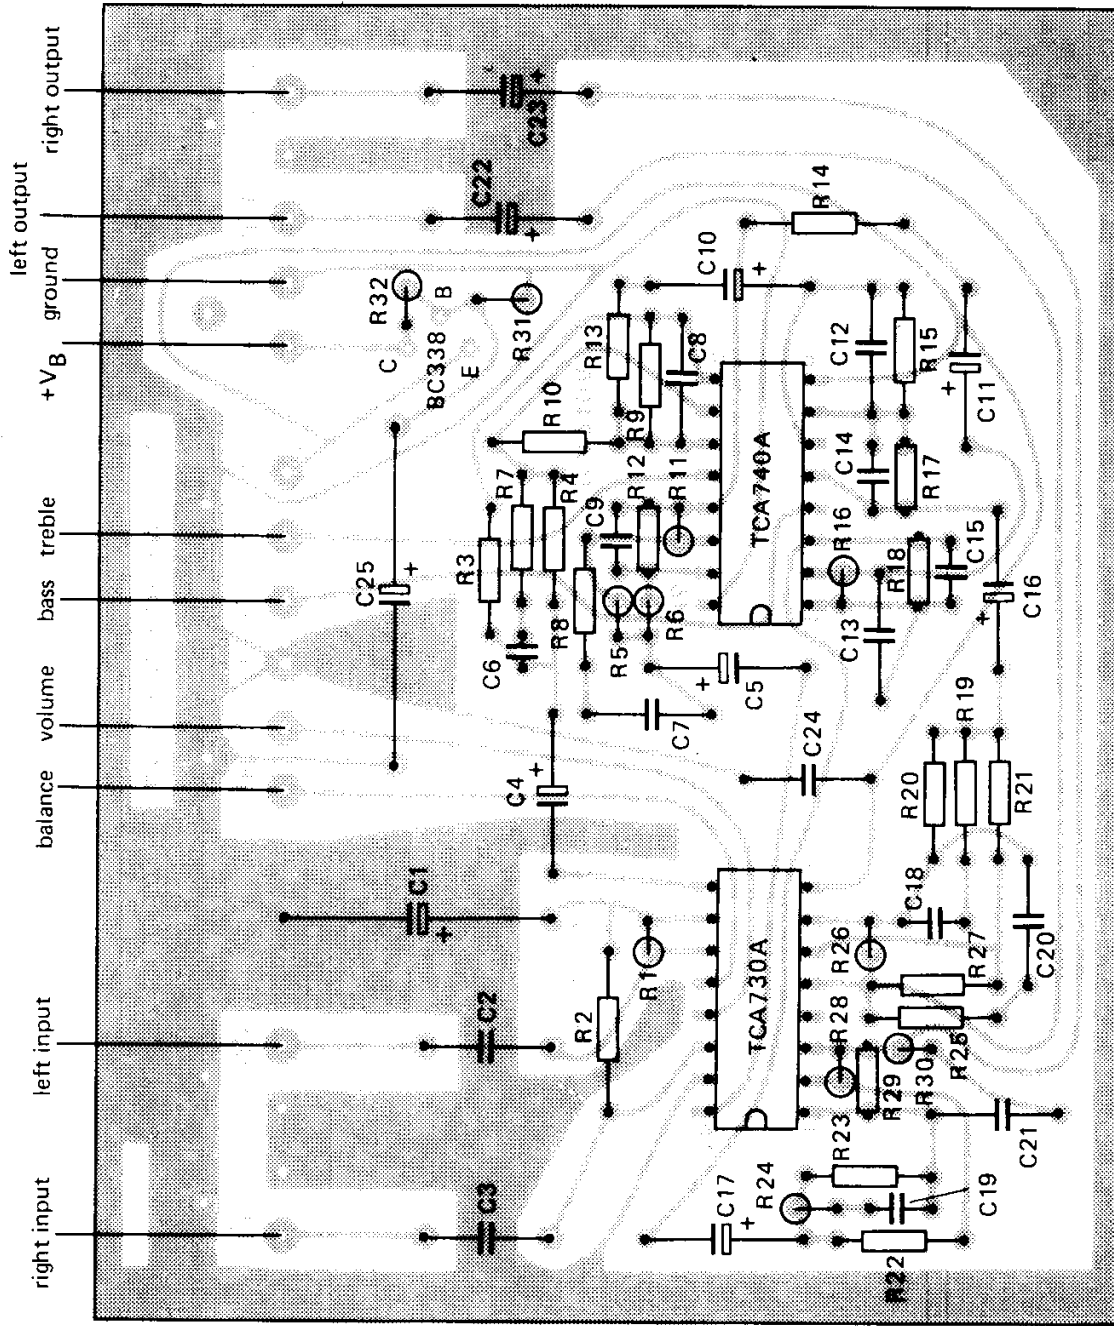 right output
left output
ground
+VB
treble
bass
volume
balance
left input
right input
C23
C22
R32
B
C
BC338
E
R31
C25
C1
C2
C3
R14
C10
R13
R9
C8
R10
R7
R4
R3
C9
R12
R11
R8
R5
R6
C6
C7
C5
C4
C24
R1
R2
TCA740A
TCA730A
C12
R15
C11
C14
R17
R16
R18
C15
C13
C16
R19
R20
R21
C18
C20
R26
R27
R28
R25
R29
R30
C21
R23
R24
C17
C19
R22